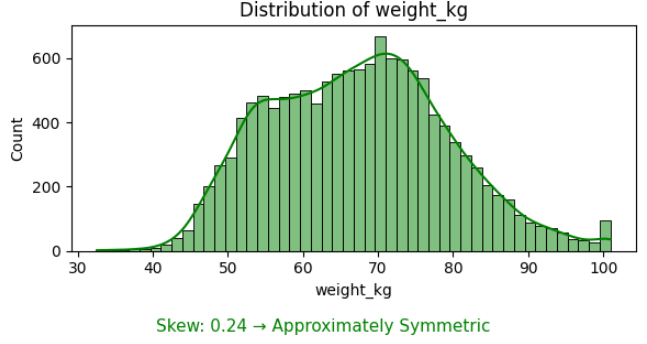 Distribution of weight_kg
600
400
200
0
Count
30 40 50 60 70 80 90 100
weight_kg
Skew: 0.24 → Approximately Symmetric